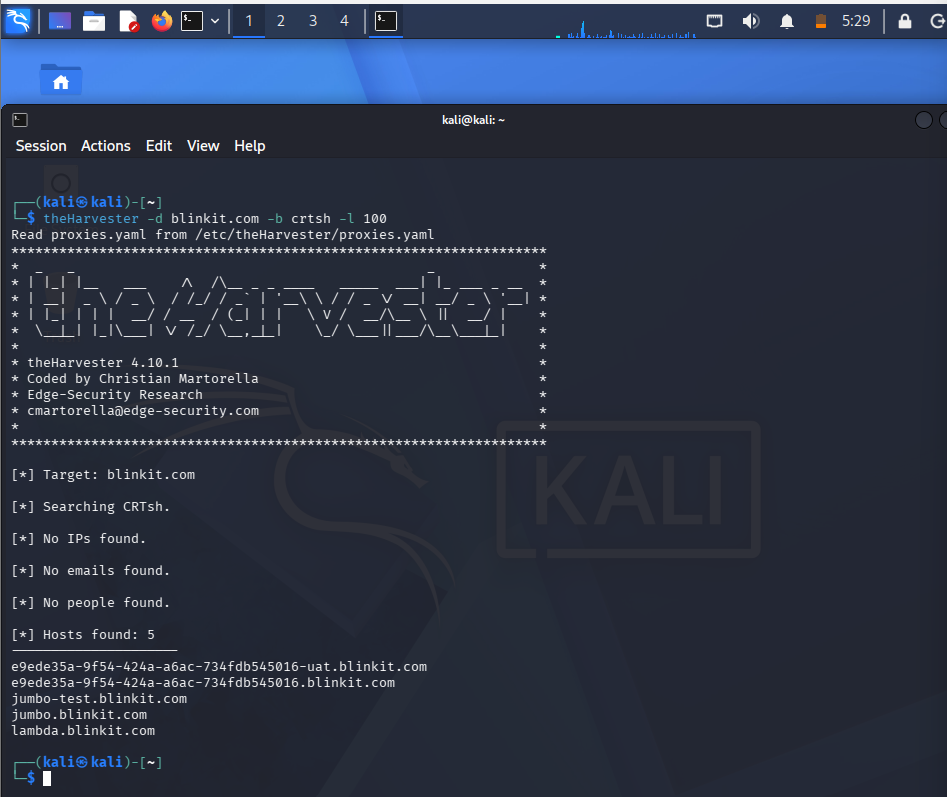 1 2 3 4 5:29
kali@kali: ~
Session Actions Edit View Help
┌──(kali㉿kali)-[~]
└─$ theHarvester -d blinkit.com -b crtsh -l 100
Read proxies.yaml from /etc/theHarvester/proxies.yaml
*******************************************************************
* theHarvester *
* *
* theHarvester 4.10.1 *
* Coded by Christian Martorella *
* Edge-Security Research *
* cmartorella@edge-security.com *
* *
*******************************************************************
[*] Target: blinkit.com
[*] Searching CRTsh.
[*] No IPs found.
[*] No emails found.
[*] No people found.
[*] Hosts found: 5
---------------------
e9ede35a-9f54-424a-a6ac-734fdb545016-uat.blinkit.com
e9ede35a-9f54-424a-a6ac-734fdb545016.blinkit.com
jumbo-test.blinkit.com
jumbo.blinkit.com
lambda.blinkit.com
┌──(kali㉿kali)-[~]
└─$
KALI